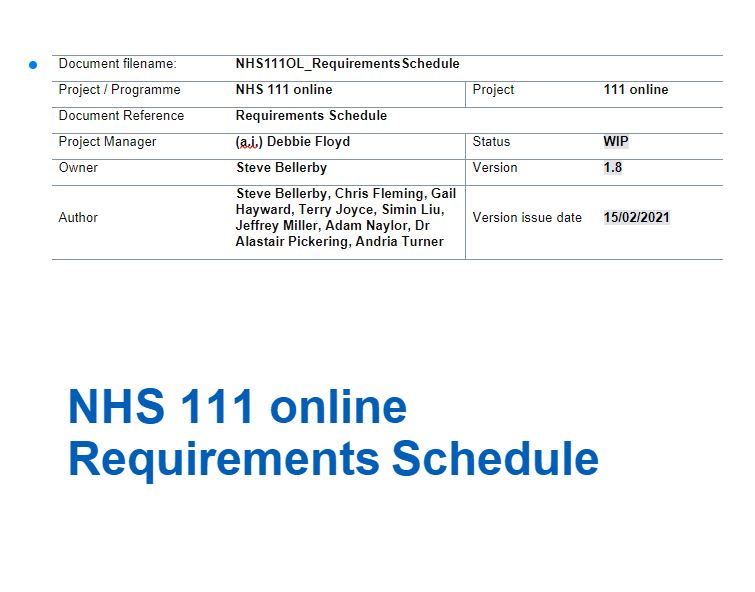 Document filename: NHS111OL_RequirementsSchedule
Project / Programme NHS 111 online Project 111 online
Document Reference Requirements Schedule
Project Manager (a.i.) Debbie Floyd Status WIP
Owner Steve Bellerby Version 1.8
Author Steve Bellerby, Chris Fleming, Gail
Hayward, Terry Joyce, Simin Liu,
Jeffrey Miller, Adam Naylor, Dr
Alastair Pickering, Andria Turner
Version issue date 15/02/2021
NHS 111 online
Requirements Schedule